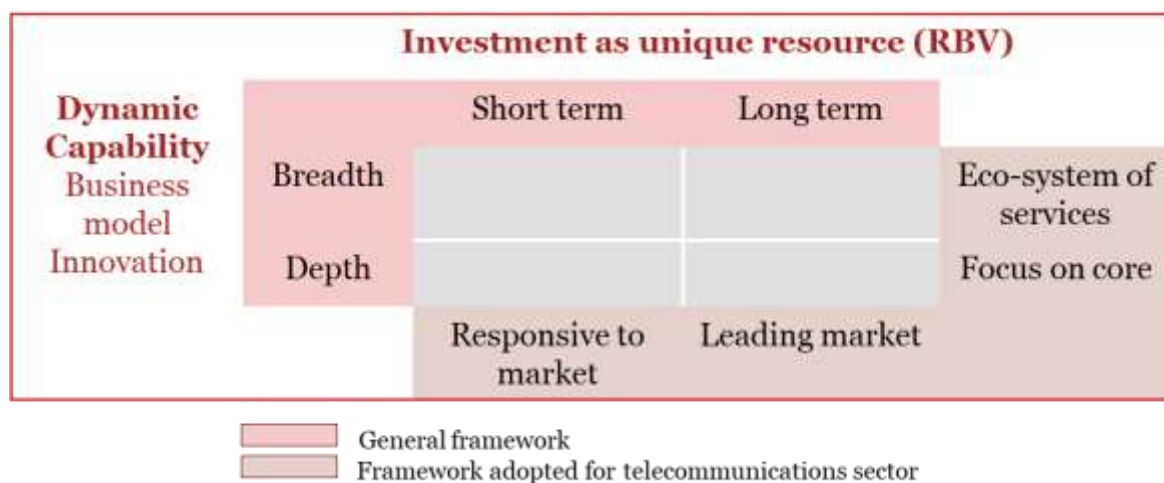 Investment as unique resource (RBV)
Dynamic
Capability
Business
model
Innovation
Short term
Long term
Breadth
Eco-system of
services
Depth
Focus on core
Responsive to
market
Leading market
General framework
Framework adopted for telecommunications sector